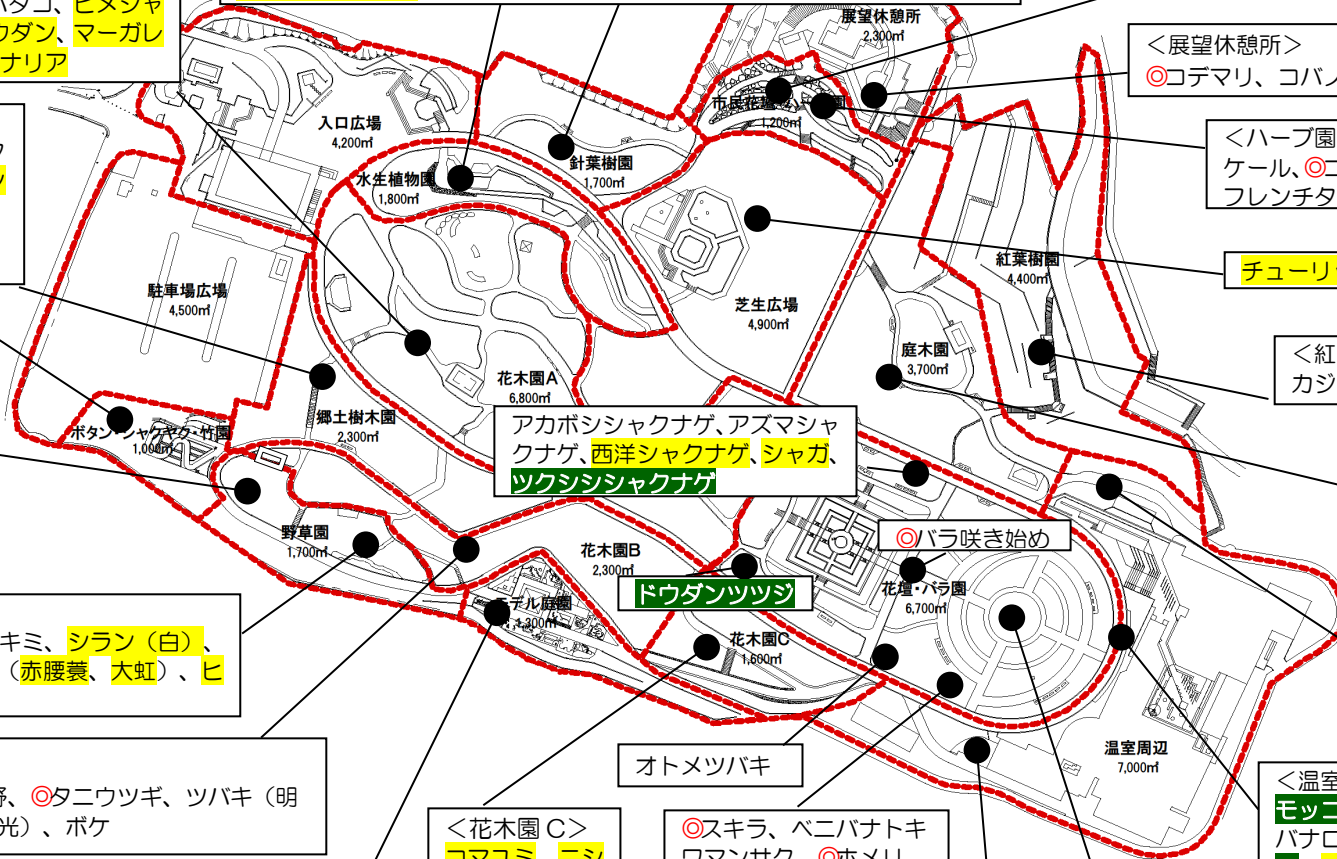 バタコ、ヒメシャ
ウダン、マーガレ
ナリア
展望休憩所
2,300㎡
＜展望休憩所＞
◎コデマリ、コバノ
入口広場
4,200㎡
針葉樹園
1,700㎡
水生植物園
1,800㎡
1,200㎡
＜ハーブ園
ケール、◎コ
フレンチタ
紅葉樹園
4,400㎡
チューリ
駐車場広場
4,500㎡
芝生広場
4,900㎡
庭木園
3,700㎡
＜紅
カジ
花木園A
6,800㎡
郷土樹木園
2,300㎡
ボタン・シャクヤク・竹園
1,000㎡
アカボシシャクナゲ、アズマシャ
クナゲ、西洋シャクナゲ、シャガ、
ツクシシシャクナゲ
野草園
1,700㎡
花木園B
2,300㎡
◎バラ咲き始め
ドウダンツツジ
花壇・バラ園
6,700㎡
モデル庭園
1,300㎡
花木園C
1,600㎡
キミ、シラン（白）、
（赤腰蓑、大虹）、ヒ
温室周辺
7,000㎡
オトメツバキ
、◎タニウツギ、ツバキ（明
光）、ボケ
＜花木園 C＞
コマユミ、ニシ
◎スキラ、ベニバナトキ
ワマンサク、◎ホメリ
＜温室
モッコ
バナロ